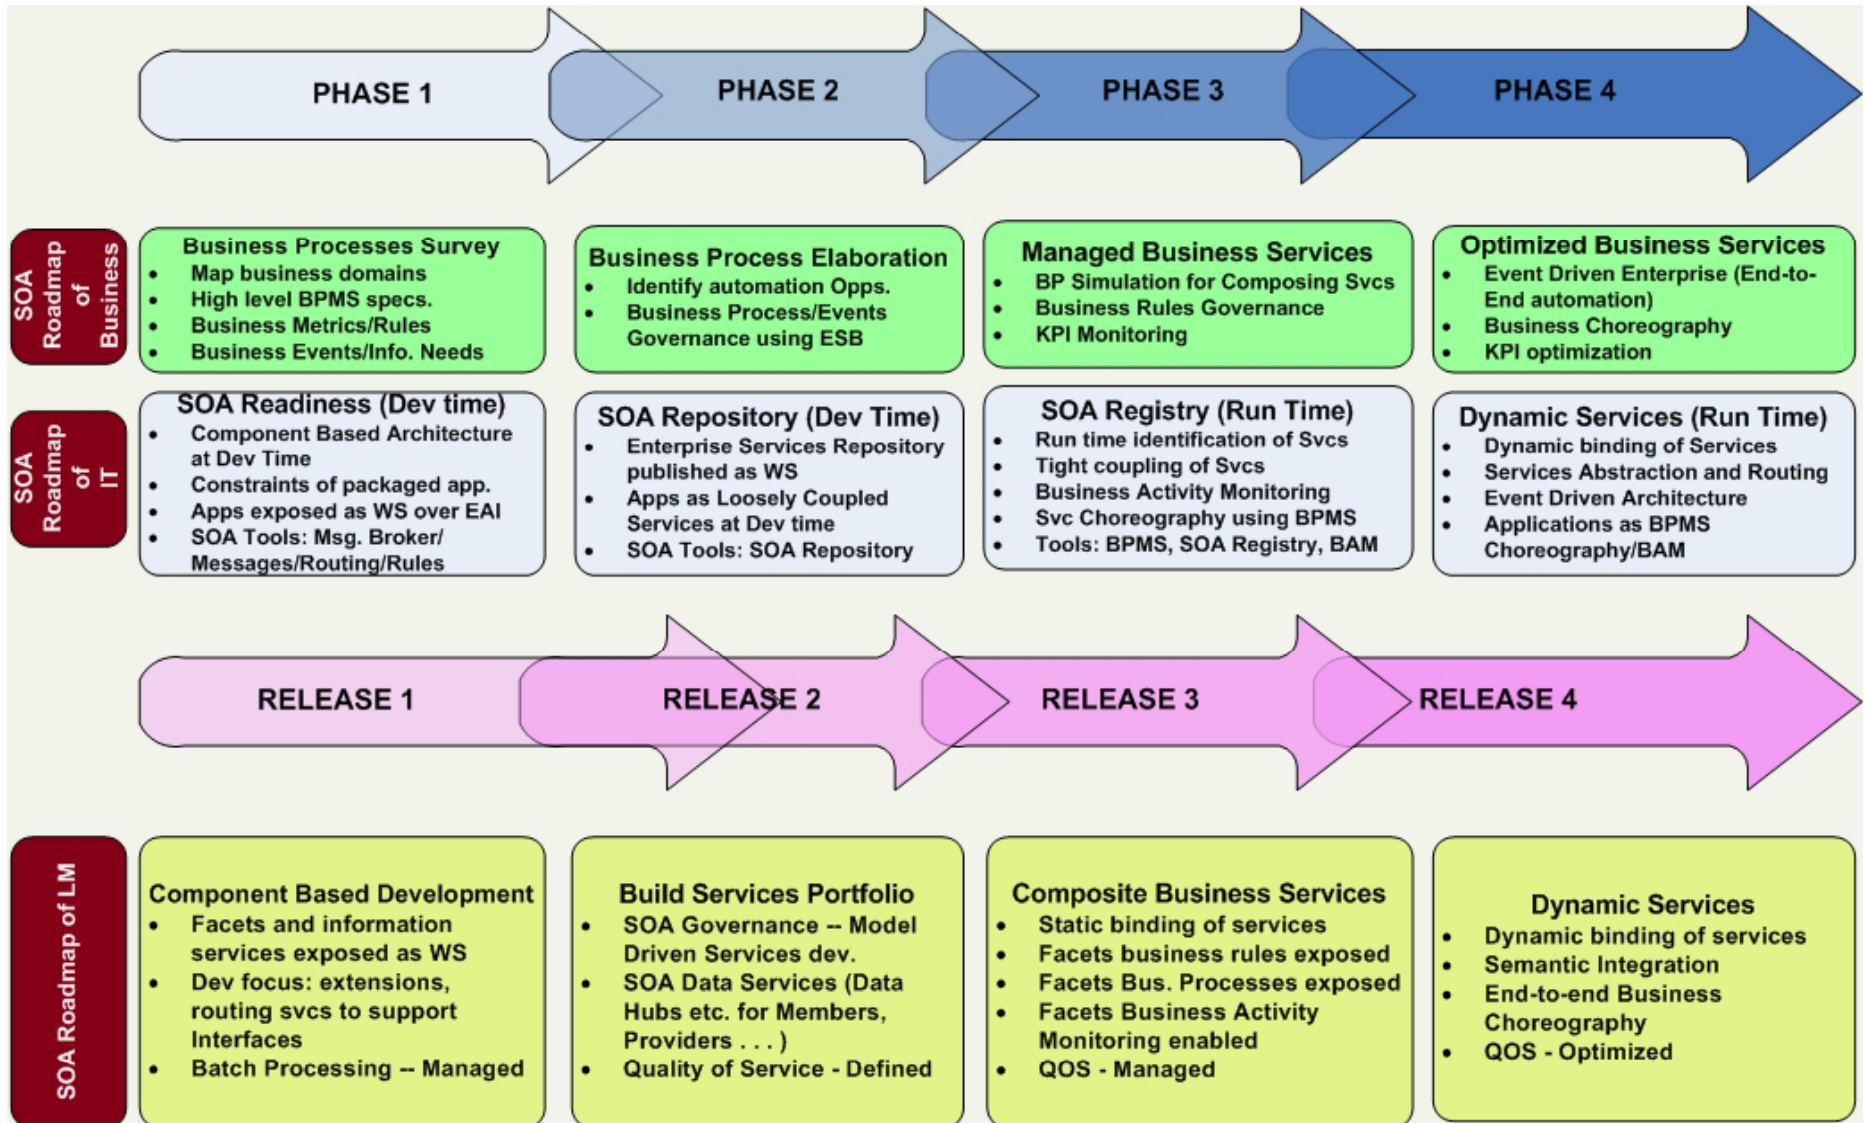 PHASE 1
PHASE 2
PHASE 3
PHASE 4
SOA
Roadmap
of
Business
Business Processes Survey
• Map business domains
• High level BPMS specs.
• Business Metrics/Rules
• Business Events/Info. Needs
Business Process Elaboration
• Identify automation Opps.
• Business Process/Events
Governance using ESB
Managed Business Services
• BP Simulation for Composing Svcs
• Business Rules Governance
• KPI Monitoring
Optimized Business Services
• Event Driven Enterprise (End-to-
End automation)
• Business Choreography
• KPI optimization
SOA
Roadmap
of
IT
SOA Readiness (Dev time)
• Component Based Architecture
at Dev Time
• Constraints of packaged app.
• Apps exposed as WS over EAI
• SOA Tools: Msg. Broker/
Messages/Routing/Rules
SOA Repository (Dev Time)
• Enterprise Services Repository
published as WS
• Apps as Loosely Coupled
Services at Dev time
• SOA Tools: SOA Repository
SOA Registry (Run Time)
• Run time identification of Svcs
• Tight coupling of Svcs
• Business Activity Monitoring
• Svc Choreography using BPMS
• Tools: BPMS, SOA Registry, BAM
Dynamic Services (Run Time)
• Dynamic binding of Services
• Services Abstraction and Routing
• Event Driven Architecture
• Applications as BPMS
Choreography/BAM
RELEASE 1
RELEASE 2
RELEASE 3
RELEASE 4
SOA Roadmap of LM
Component Based Development
• Facets and information
services exposed as WS
• Dev focus: extensions,
routing svcs to support
Interfaces
• Batch Processing -- Managed
Build Services Portfolio
• SOA Governance -- Model
Driven Services dev.
• SOA Data Services (Data
Hubs etc. for Members,
Providers . . . )
• Quality of Service - Defined
Composite Business Services
• Static binding of services
• Facets business rules exposed
• Facets Bus. Processes exposed
• Facets Business Activity
Monitoring enabled
• QOS - Managed
Dynamic Services
• Dynamic binding of services
• Semantic Integration
• End-to-end Business
Choreography
• QOS - Optimized